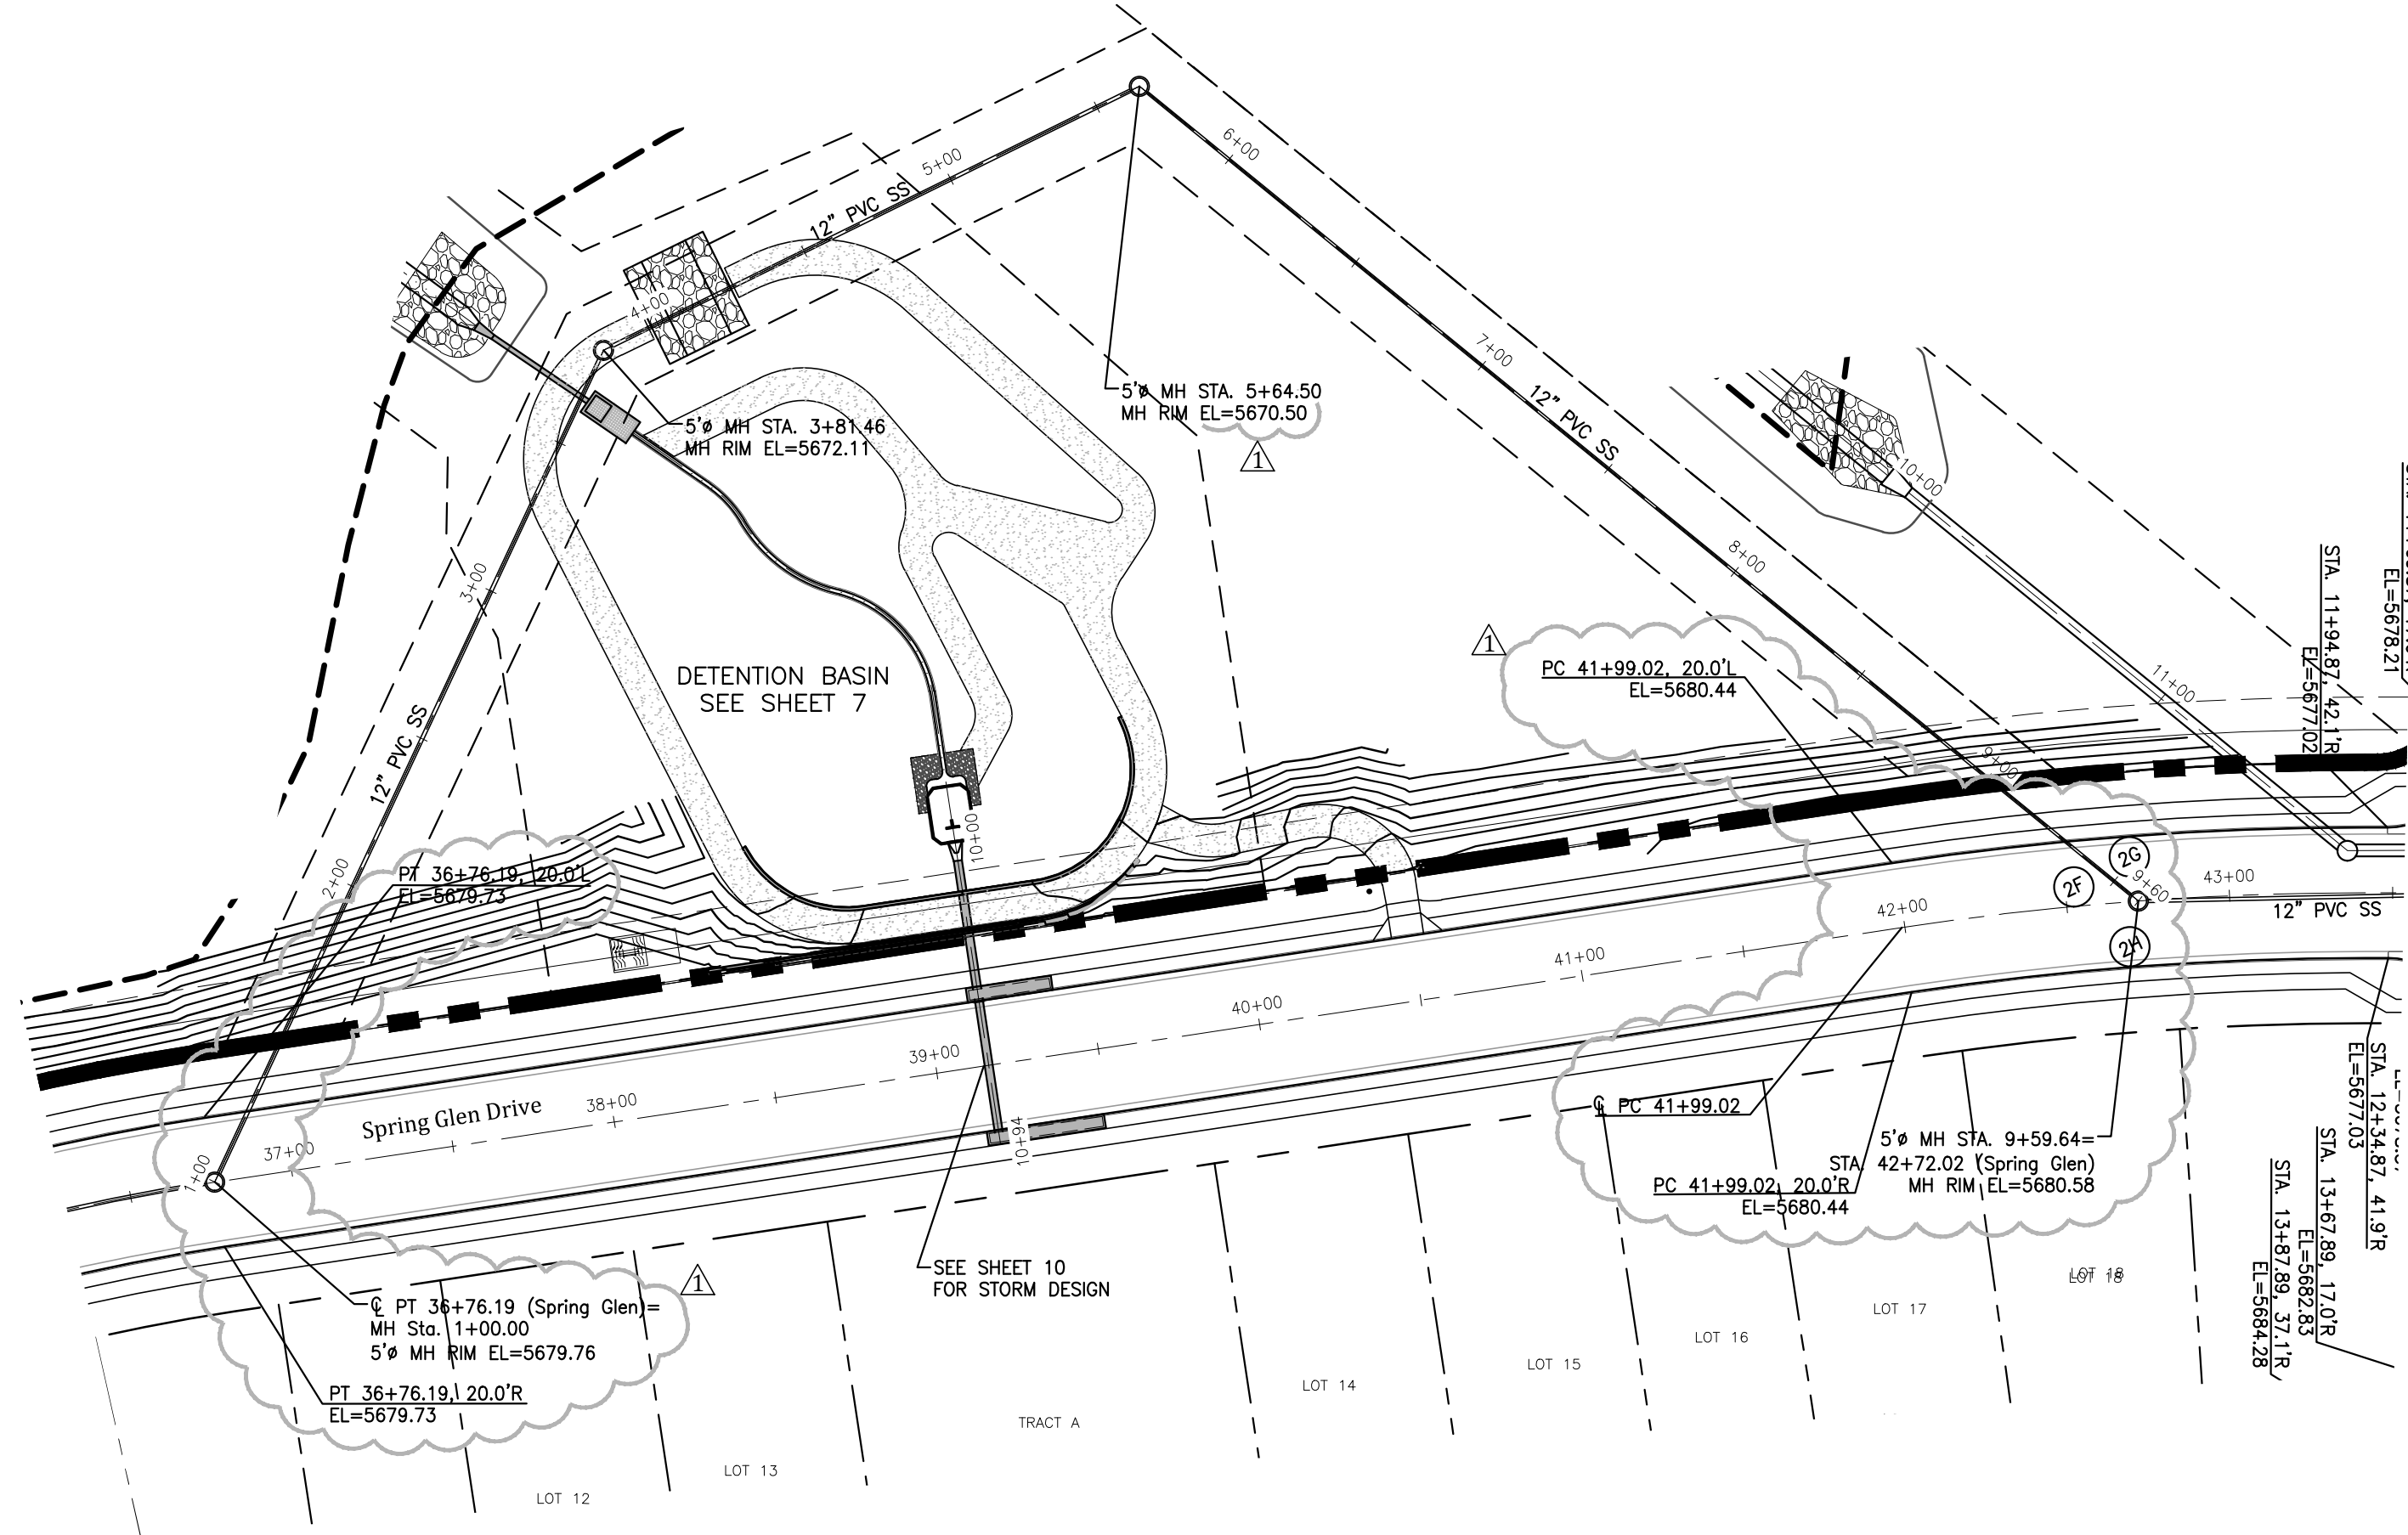 6+00
5+00
12" PVC SS
4+00
7+00
5'ø MH STA. 5+64.50
MH RIM EL=5670.50
1
12" PVC SS
5'ø MH STA. 3+81.46
MH RIM EL=5672.11
10+00
8+00
3+00
STA. 11+94.87, 42.1'R
EL=5677.02
EL=5678.21
1
PC 41+99.02, 20.0'L
EL=5680.44
11+00
DETENTION BASIN
SEE SHEET 7
12" PVC SS
9+00
10+00
2+00
PT 36+76.19, 20.0'L
EL=5679.73
2G
2F
9+60
43+00
12" PVC SS
42+00
2H
41+00
40+00
39+00
38+00
Spring Glen Drive
37+00
1+00
10+94
℄ PC 41+99.02
5'ø MH STA. 9+59.64=
STA. 42+72.02 (Spring Glen)
MH RIM EL=5680.58
PC 41+99.02, 20.0'R
EL=5680.44
STA. 12+34.87, 41.9'R
EL=5677.03
STA. 13+67.89, 17.0'R
EL=5682.83
STA. 13+87.89, 37.1'R
EL=5684.28
SEE SHEET 10
FOR STORM DESIGN
1
℄ PT 36+76.19 (Spring Glen)=
MH Sta. 1+00.00
5'ø MH RIM EL=5679.76
PT 36+76.19, 20.0'R
EL=5679.73
LOT 18
LOT 18
LOT 17
LOT 16
LOT 15
LOT 14
TRACT A
LOT 13
LOT 12